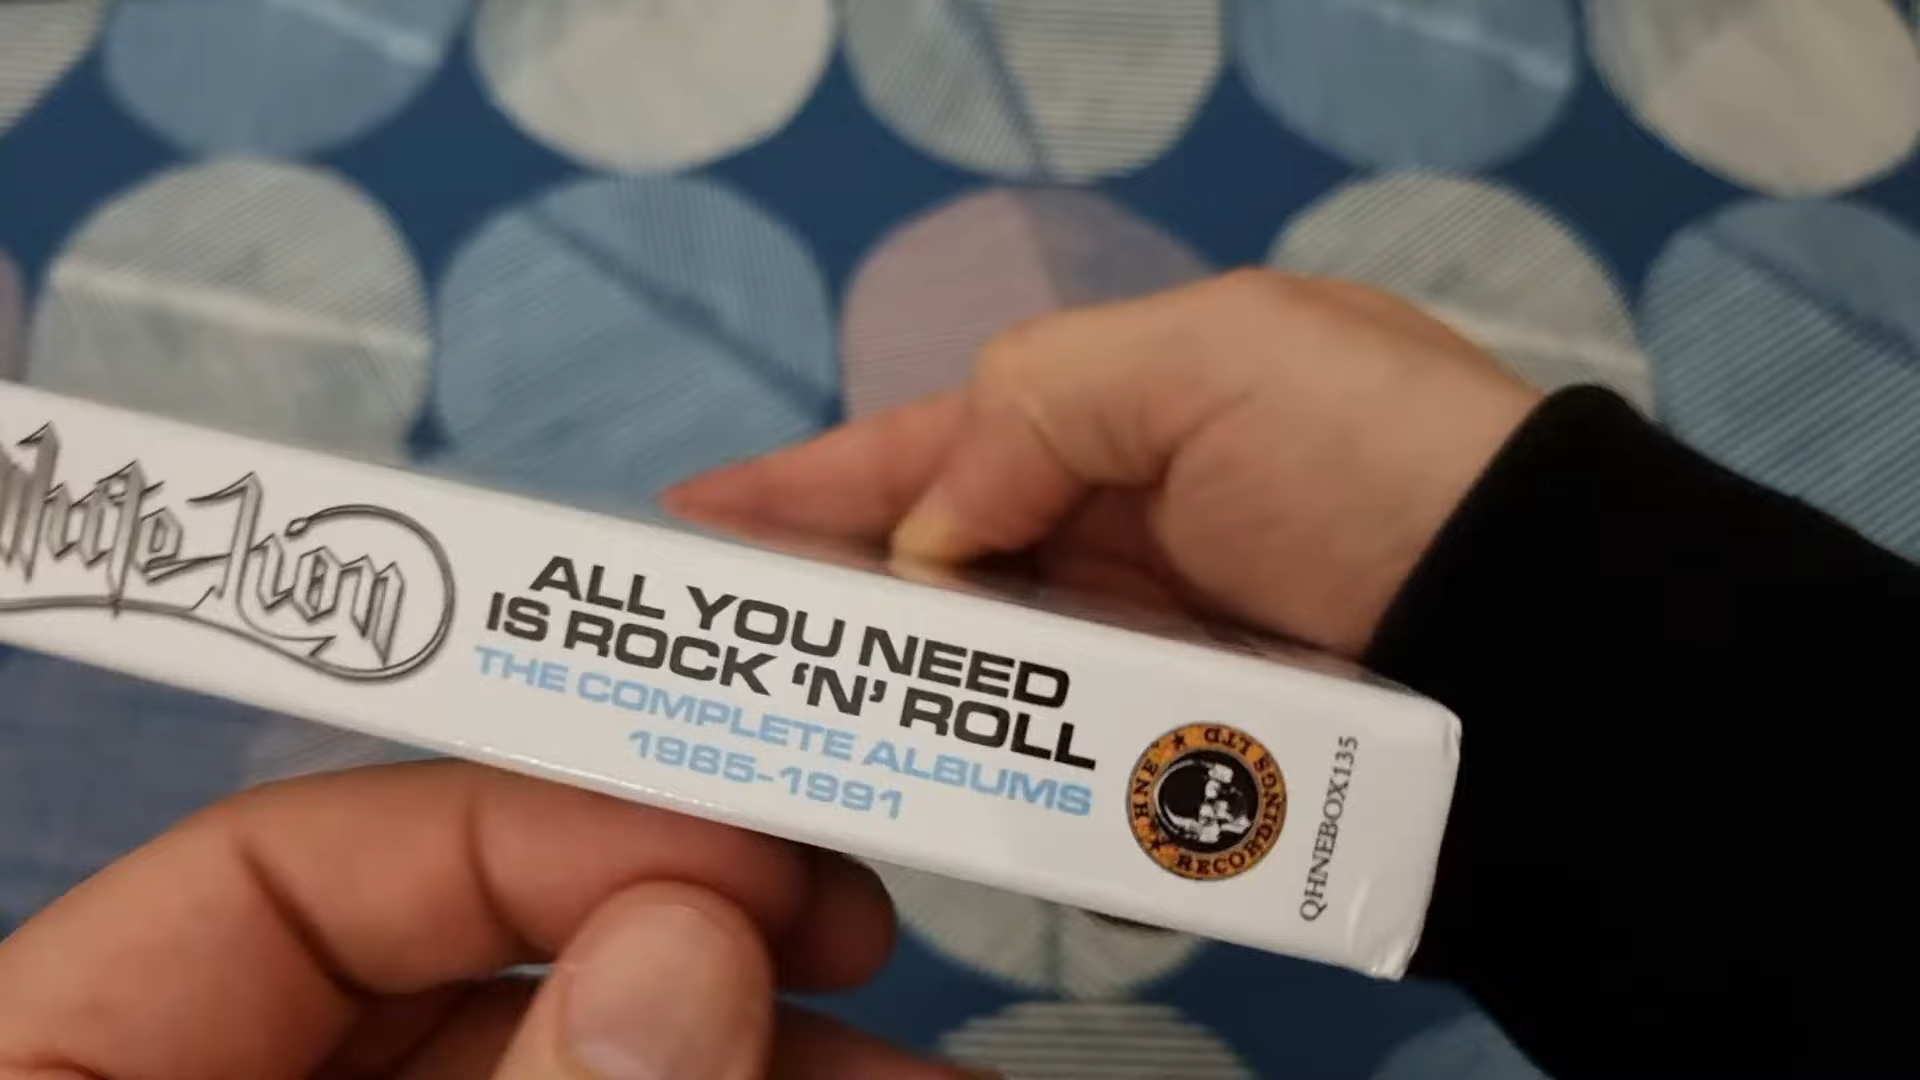 White Lion
ALL YOU NEED
IS ROCK ‘N’ ROLL
THE COMPLETE ALBUMS
1985-1991
HNE RECORDINGS LTD
QHNEBOX135